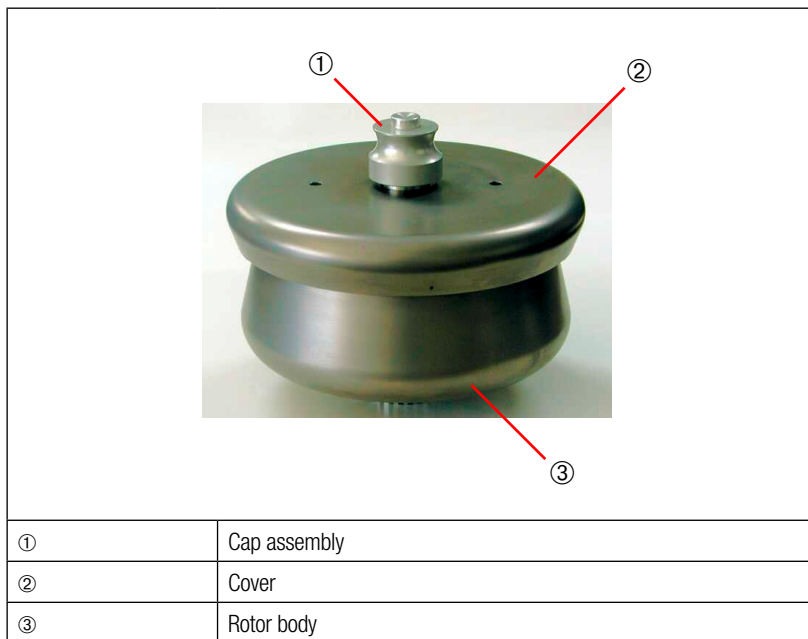 ①
②
③
① Cap assembly
② Cover
③ Rotor body